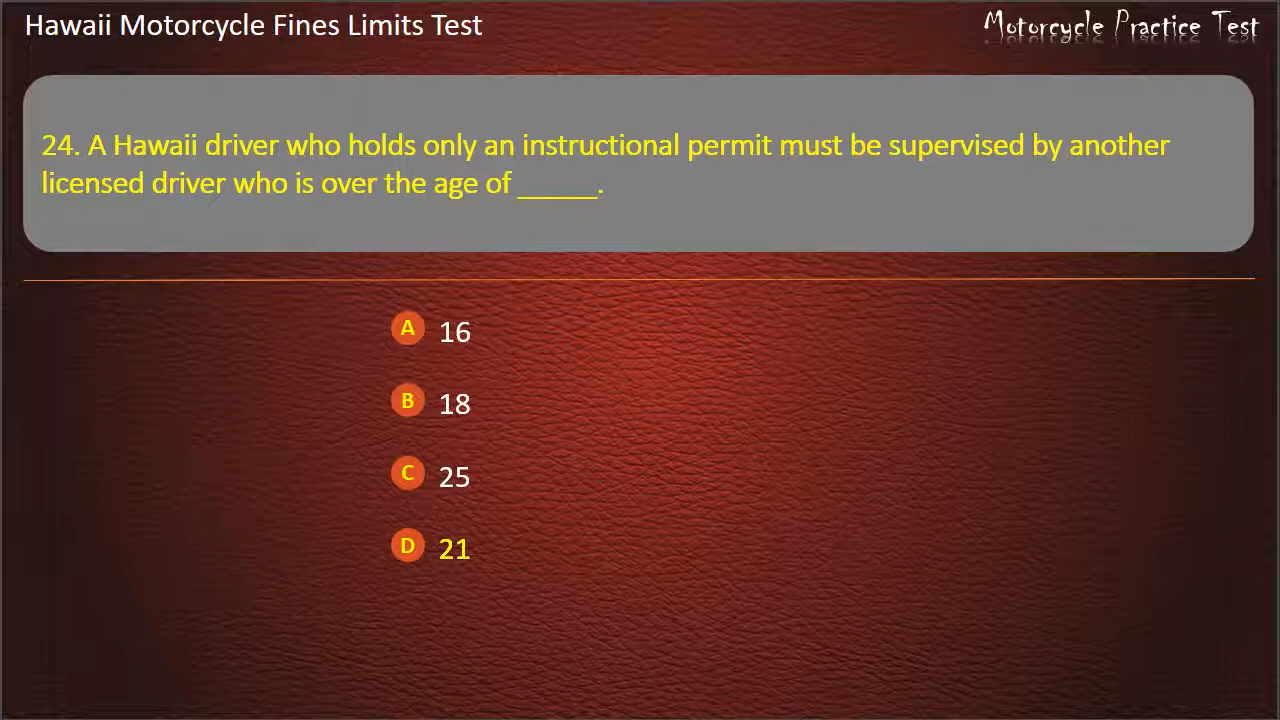 Hawaii Motorcycle Fines Limits Test
Motorcycle Practice Test
24. A Hawaii driver who holds only an instructional permit must be supervised by another
licensed driver who is over the age of _____.
A 16
B 18
C 25
D 21